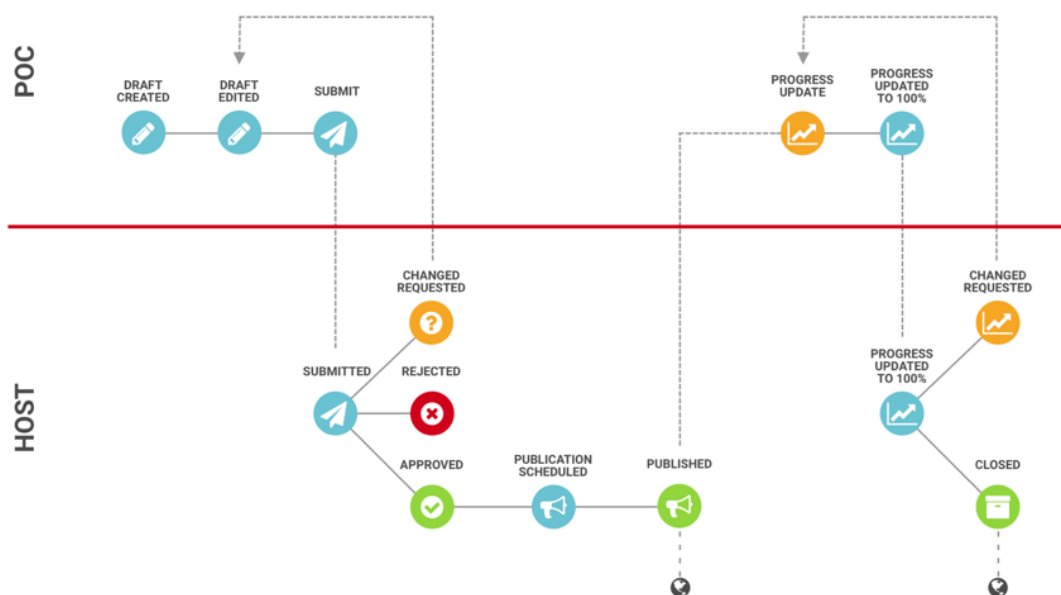 POC
DRAFT
CREATED
DRAFT
EDITED
SUBMIT
PROGRESS
UPDATE
PROGRESS
UPDATED
TO 100%
HOST
CHANGED
REQUESTED
SUBMITTED
REJECTED
APPROVED
PUBLICATION
SCHEDULED
PUBLISHED
CHANGED
REQUESTED
PROGRESS
UPDATED
TO 100%
CLOSED